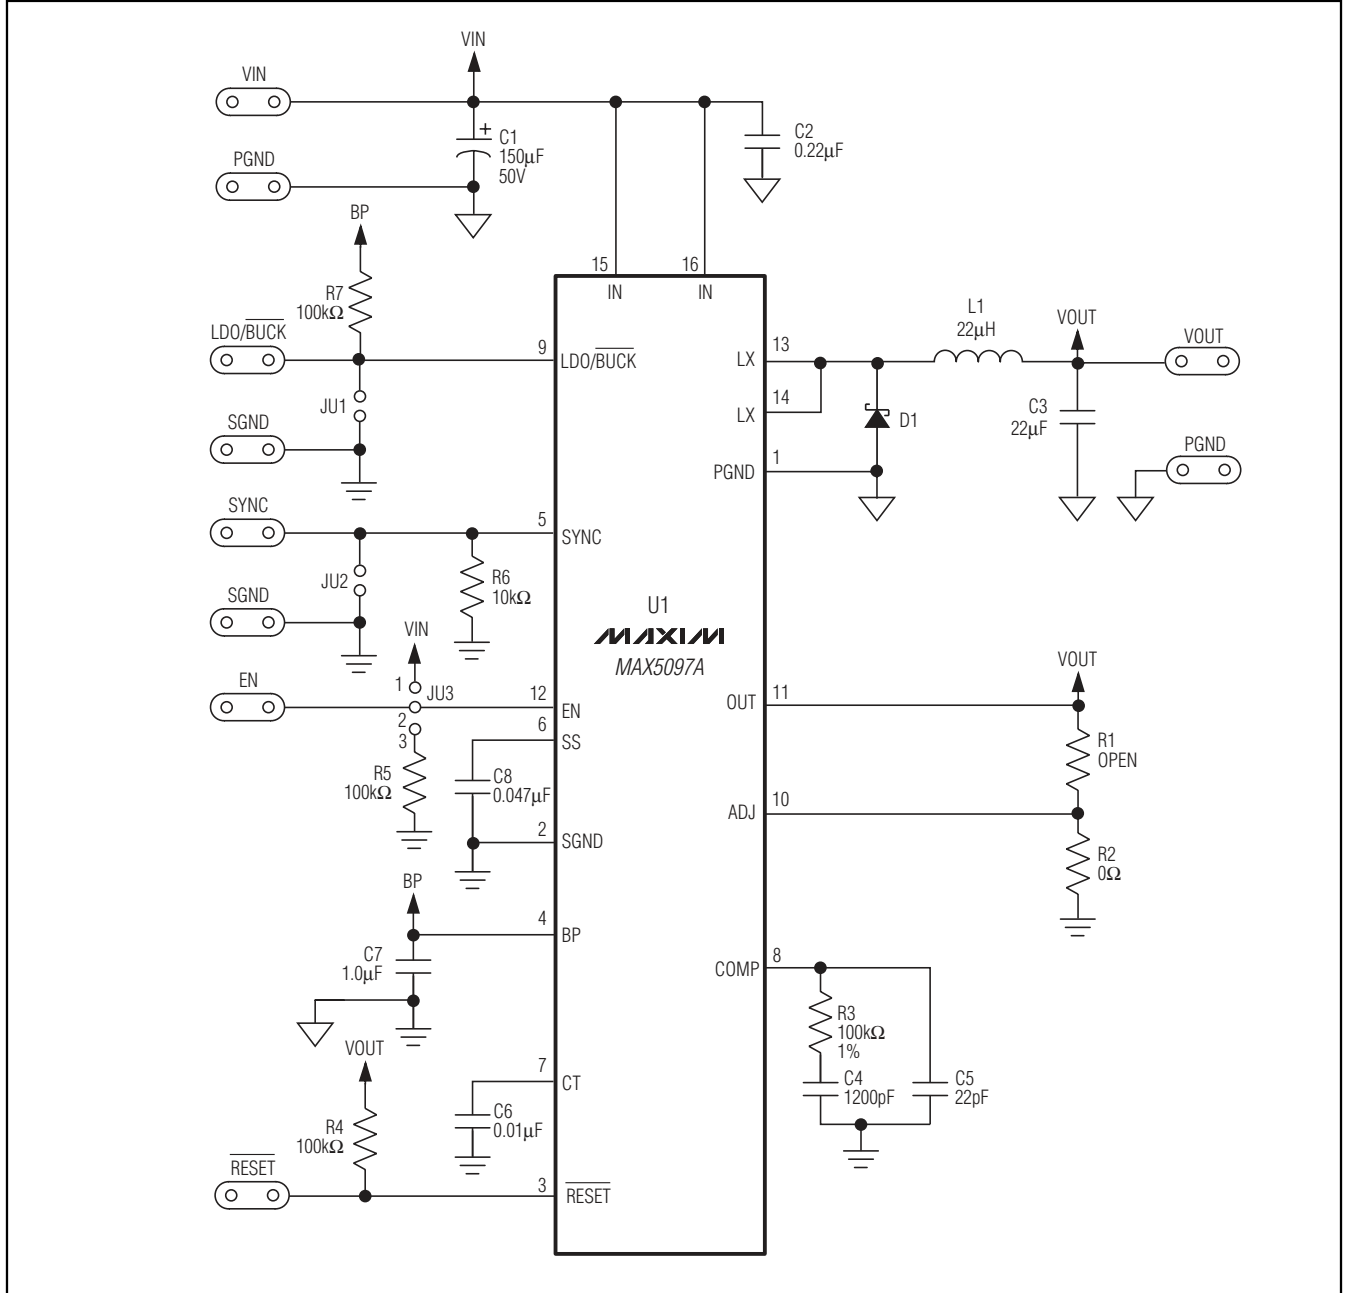 VIN
VIN
+
C1
150µF
50V
C2
0.22µF
PGND
BP
R7
100kΩ
LDO/BUCK
JU1
SGND
15
16
IN
IN
9
LDO/BUCK
LX
13
LX
14
PGND
1
L1
22µH
VOUT
VOUT
D1
C3
22µF
PGND
SYNC
5
SYNC
JU2
R6
10kΩ
SGND
U1
MAXIM
MAX5097A
VIN
EN
1
JU3
2
3
12
EN
6
SS
R5
100kΩ
C8
0.047µF
2
SGND
OUT
11
VOUT
R1
OPEN
ADJ
10
R2
0Ω
BP
4
BP
C7
1.0µF
COMP
8
R3
100kΩ
1%
C4
1200pF
C5
22pF
VOUT
7
CT
C6
0.01µF
R4
100kΩ
RESET
3
RESET